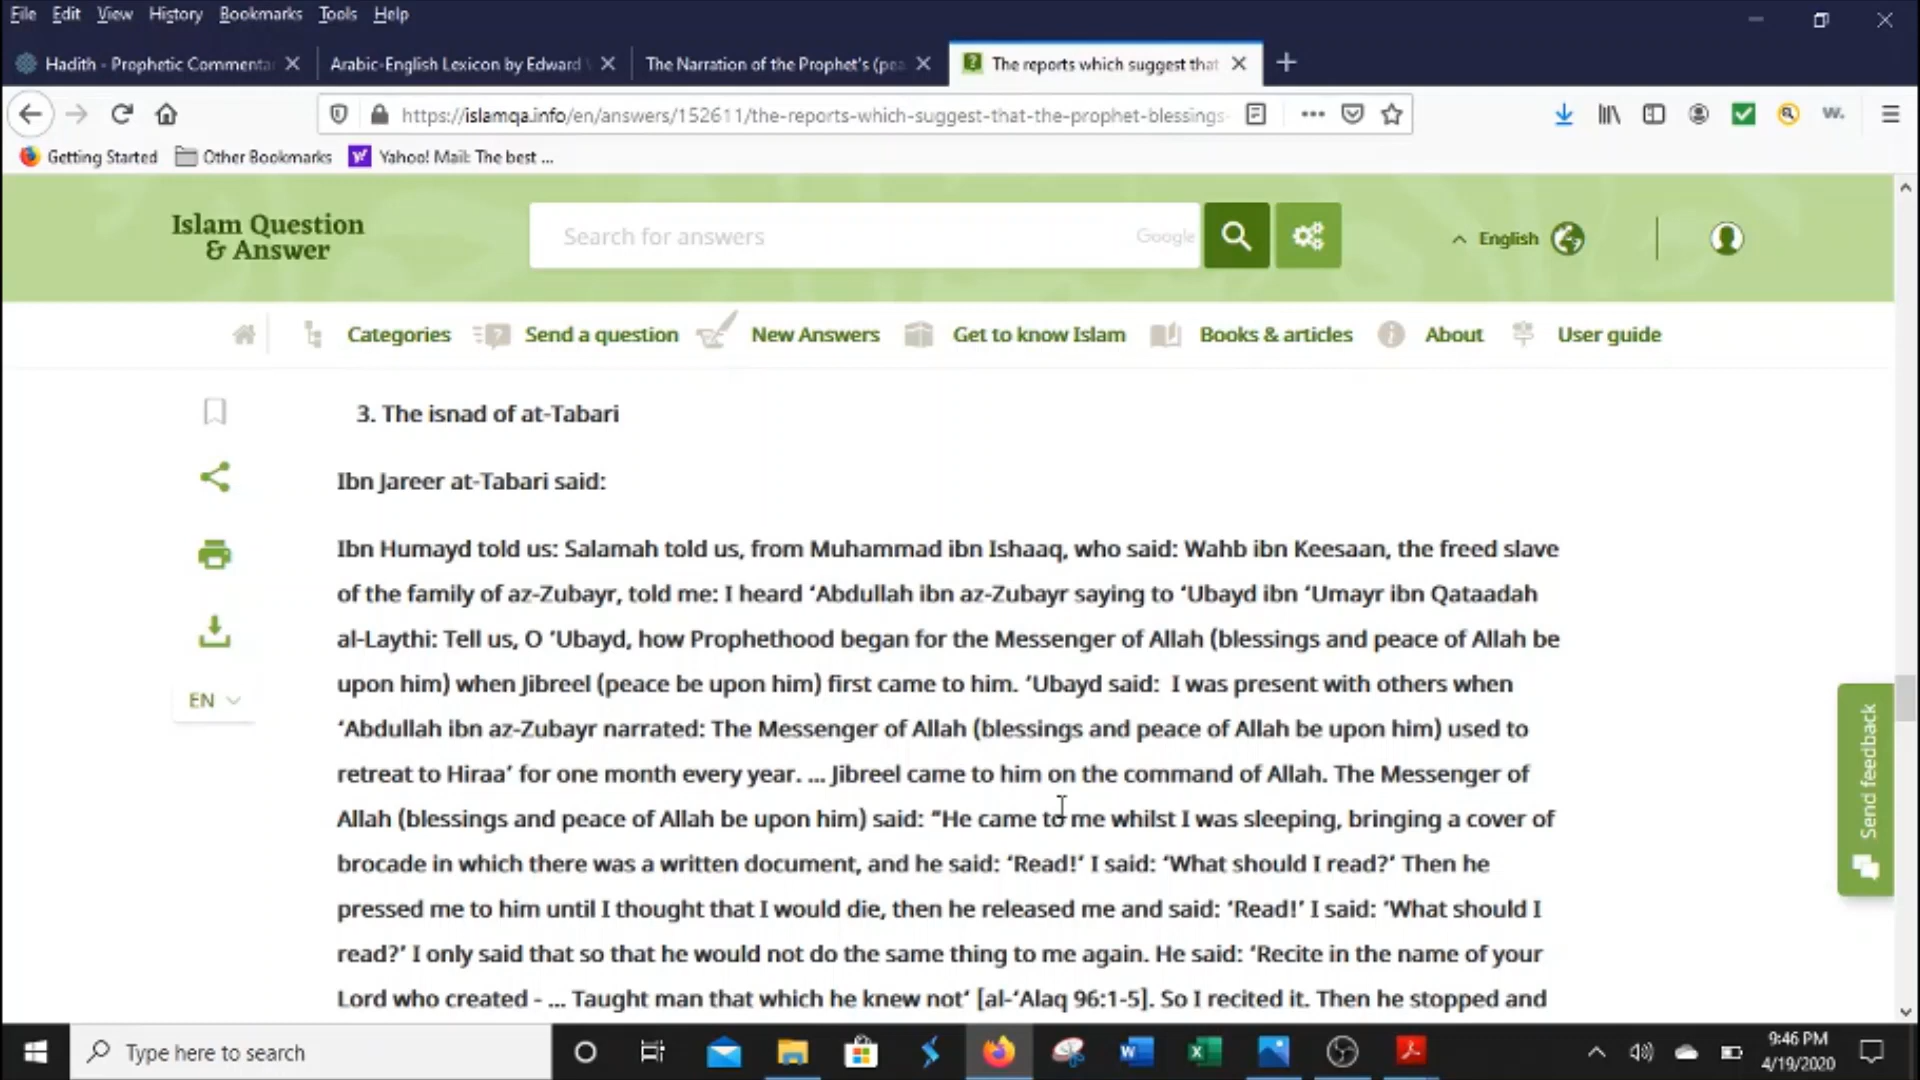 File Edit View History Bookmarks Tools Help
Hadith - Prophetic Commenta
Arabic-English Lexicon by Edward
The Narration of the Prophet's (pea
The reports which suggest that
https://islamqa.info/en/answers/152611/the-reports-which-suggest-that-the-prophet-blessings-
Getting Started Other Bookmarks Yahoo! Mail: The best ...
Islam Question
& Answer
Search for answers Google
English
Categories Send a question New Answers Get to know Islam Books & articles About User guide
3. The isnad of at-Tabari
Ibn Jareer at-Tabari said:
Ibn Humayd told us: Salamah told us, from Muhammad ibn Ishaaq, who said: Wahb ibn Keesaan, the freed slave
of the family of az-Zubayr, told me: I heard ‘Abdullah ibn az-Zubayr saying to ‘Ubayd ibn ‘Umayr ibn Qataadah
al-Laythi: Tell us, O ‘Ubayd, how Prophethood began for the Messenger of Allah (blessings and peace of Allah be
upon him) when Jibreel (peace be upon him) first came to him. ‘Ubayd said: I was present with others when
‘Abdullah ibn az-Zubayr narrated: The Messenger of Allah (blessings and peace of Allah be upon him) used to
retreat to Hiraa’ for one month every year. ... Jibreel came to him on the command of Allah. The Messenger of
Allah (blessings and peace of Allah be upon him) said: “He came to me whilst I was sleeping, bringing a cover of
brocade in which there was a written document, and he said: ‘Read!’ I said: ‘What should I read?’ Then he
pressed me to him until I thought that I would die, then he released me and said: ‘Read!’ I said: ‘What should I
read?’ I only said that so that he would not do the same thing to me again. He said: ‘Recite in the name of your
Lord who created - ... Taught man that which he knew not’ [al-‘Alaq 96:1-5]. So I recited it. Then he stopped and
EN
Send feedback
Type here to search
9:46 PM
4/19/2020